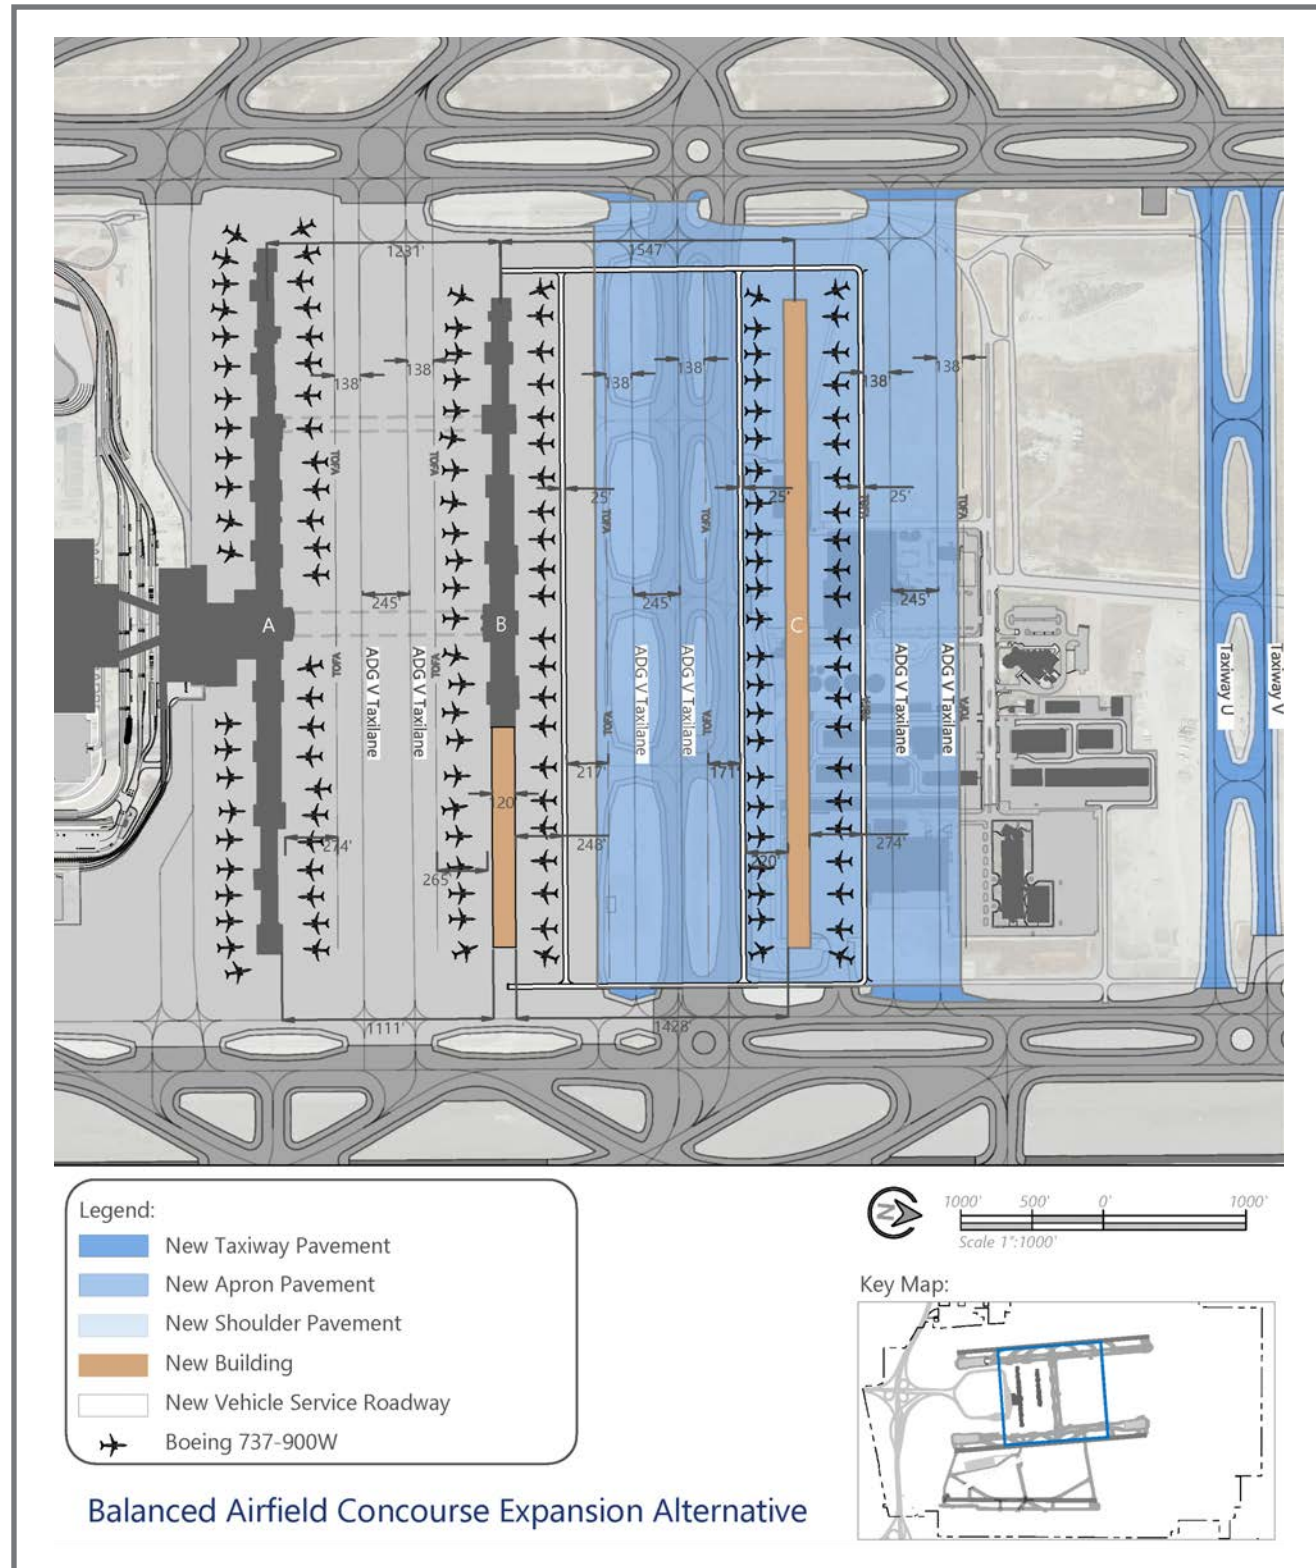 1231'
1547'
138'
138'
138'
138'
138'
138'
TOFA
TOFA
25'
25'
25'
TOFA
TOFA
TOFA
TOFA
245'
245'
245'
A
B
C
TOFA
TOFA
TOFA
TOFA
TOFA
ADG V Taxilane
ADG V Taxilane
ADG V Taxilane
ADG V Taxilane
ADG V Taxilane
ADG V Taxilane
Taxiway U
Taxiway V
217'
171'
120'
274'
265'
248'
220'
274'
1111'
1428'
Legend:
New Taxiway Pavement
New Apron Pavement
New Shoulder Pavement
New Building
New Vehicle Service Roadway
Boeing 737-900W
N
1000' 500' 0' 1000'
Scale 1":1000'
Key Map:
Balanced Airfield Concourse Expansion Alternative